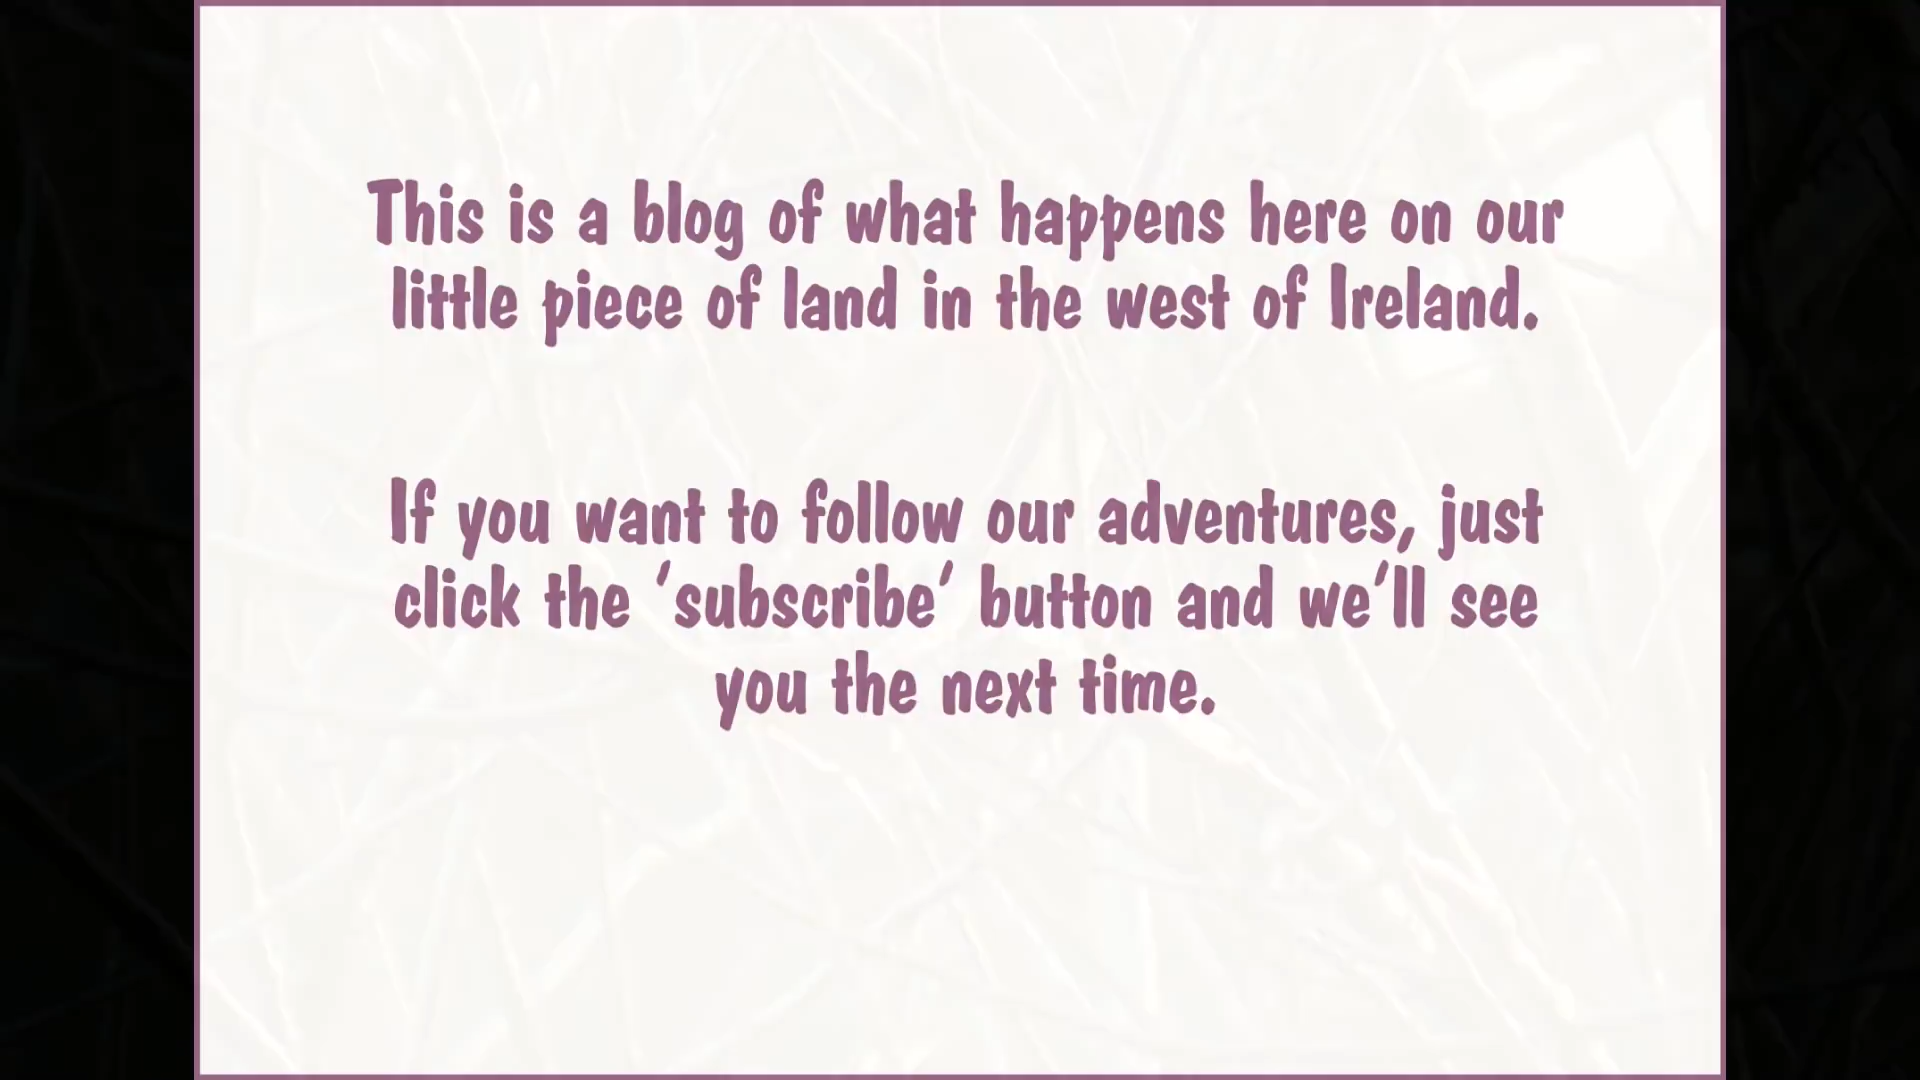 This is a blog of what happens here on our
little piece of land in the west of Ireland.
If you want to follow our adventures, just
click the ‘subscribe’ button and we’ll see
you the next time.